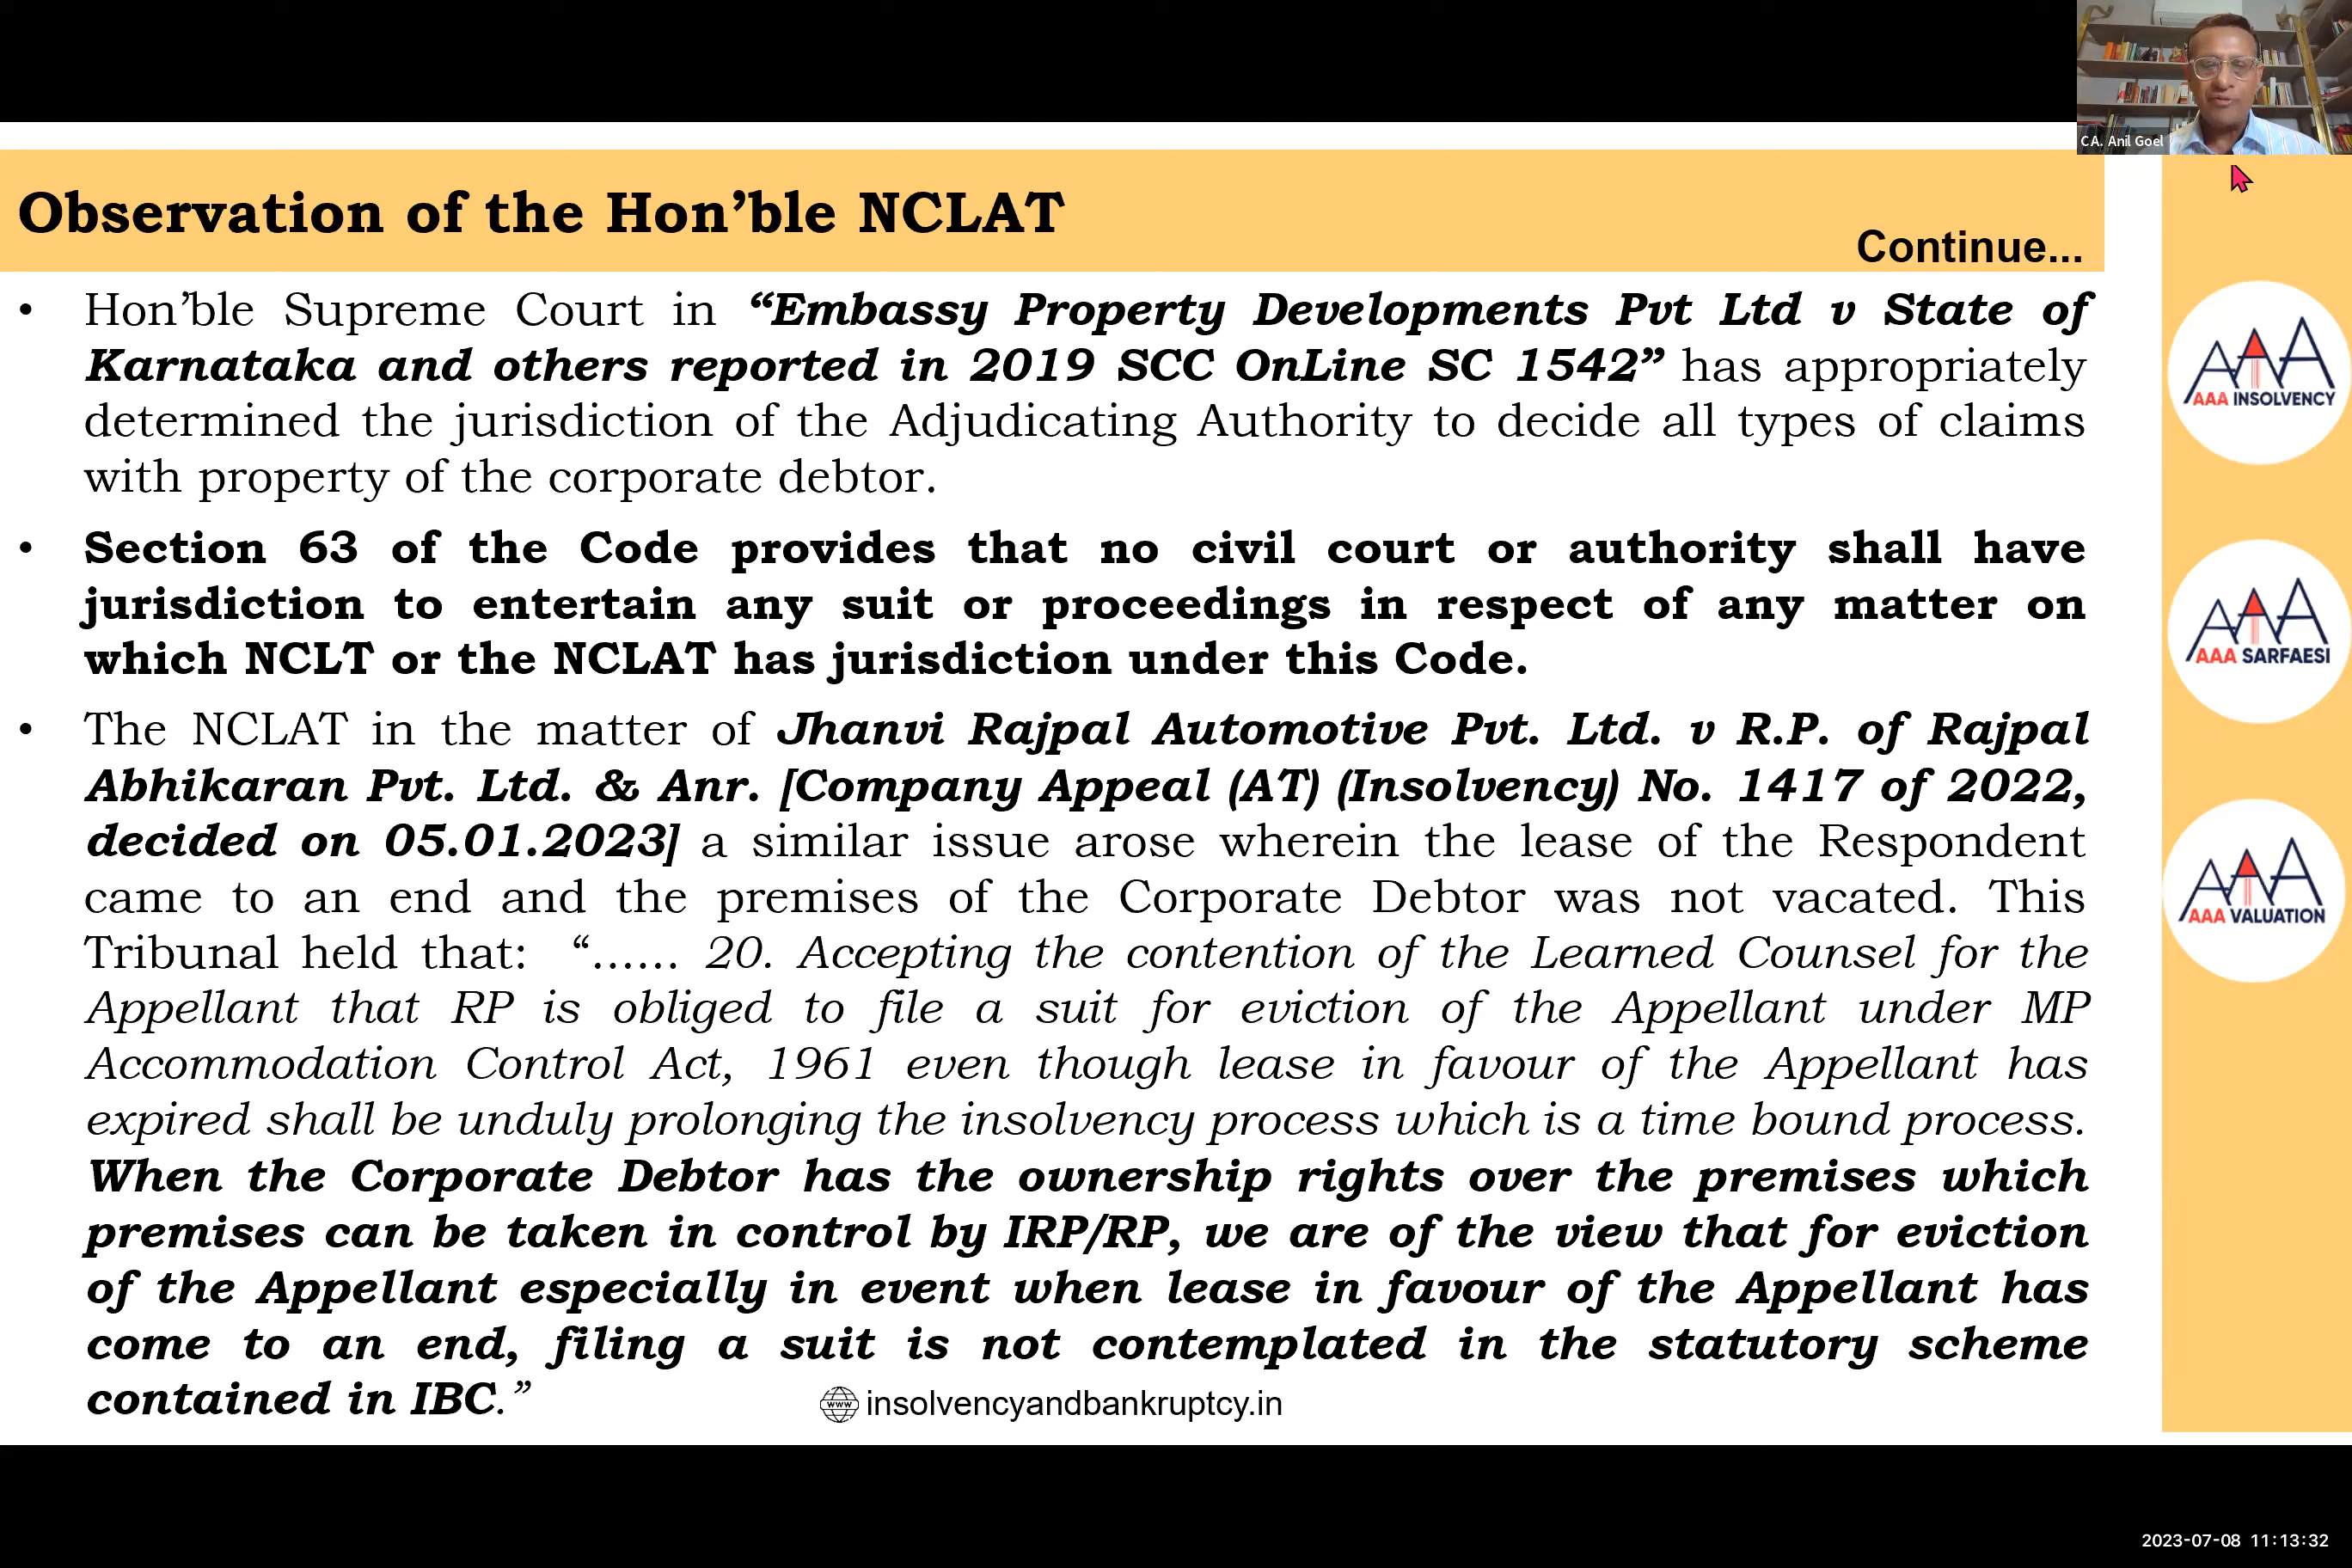 CA. Anil Goel
Observation of the Hon’ble NCLAT
Continue...
• Hon’ble Supreme Court in “Embassy Property Developments Pvt Ltd v State of
Karnataka and others reported in 2019 SCC OnLine SC 1542” has appropriately
determined the jurisdiction of the Adjudicating Authority to decide all types of claims
with property of the corporate debtor.
• Section 63 of the Code provides that no civil court or authority shall have
jurisdiction to entertain any suit or proceedings in respect of any matter on
which NCLT or the NCLAT has jurisdiction under this Code.
• The NCLAT in the matter of Jhanvi Rajpal Automotive Pvt. Ltd. v R.P. of Rajpal
Abhikaran Pvt. Ltd. & Anr. [Company Appeal (AT) (Insolvency) No. 1417 of 2022,
decided on 05.01.2023] a similar issue arose wherein the lease of the Respondent
came to an end and the premises of the Corporate Debtor was not vacated. This
Tribunal held that: “...... 20. Accepting the contention of the Learned Counsel for the
Appellant that RP is obliged to file a suit for eviction of the Appellant under MP
Accommodation Control Act, 1961 even though lease in favour of the Appellant has
expired shall be unduly prolonging the insolvency process which is a time bound process.
When the Corporate Debtor has the ownership rights over the premises which
premises can be taken in control by IRP/RP, we are of the view that for eviction
of the Appellant especially in event when lease in favour of the Appellant has
come to an end, filing a suit is not contemplated in the statutory scheme
contained in IBC.”
www insolvencyandbankruptcy.in
AAA
AAA INSOLVENCY
AAA
AAA SARFAESI
AAA
AAA VALUATION
2023-07-08 11:13:32